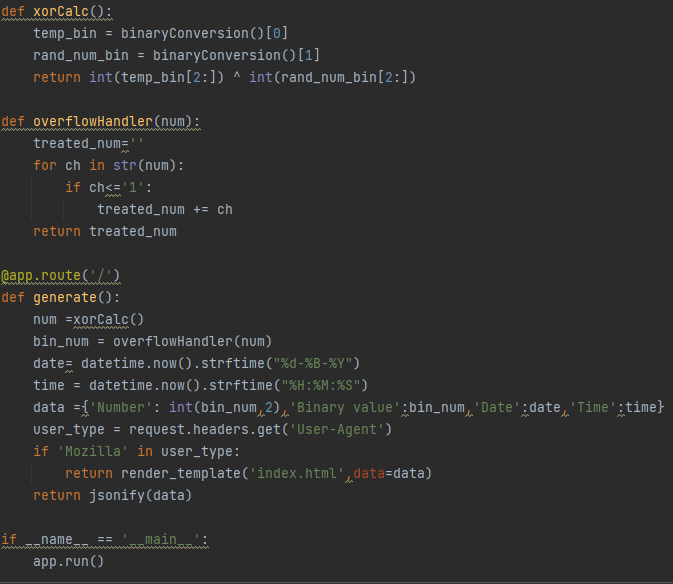 def xorCalc():
    temp_bin = binaryConversion()[0]
    rand_num_bin = binaryConversion()[1]
    return int(temp_bin[2:]) ^ int(rand_num_bin[2:])
def overflowHandler(num):
    treated_num=''
    for ch in str(num):
        if ch<='1':
            treated_num += ch
    return treated_num
@app.route('/')
def generate():
    num =xorCalc()
    bin_num = overflowHandler(num)
    date= datetime.now().strftime("%d-%B-%Y")
    time = datetime.now().strftime("%H:%M:%S")
    data ={'Number': int(bin_num,2),'Binary value':bin_num,'Date':date,'Time':time}
    user_type = request.headers.get('User-Agent')
    if 'Mozilla' in user_type:
        return render_template('index.html',data=data)
    return jsonify(data)
if __name__ == '__main__':
    app.run()